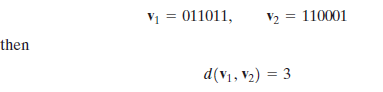 v₁ = 011011, v₂ = 110001
then
d(v₁, v₂) = 3